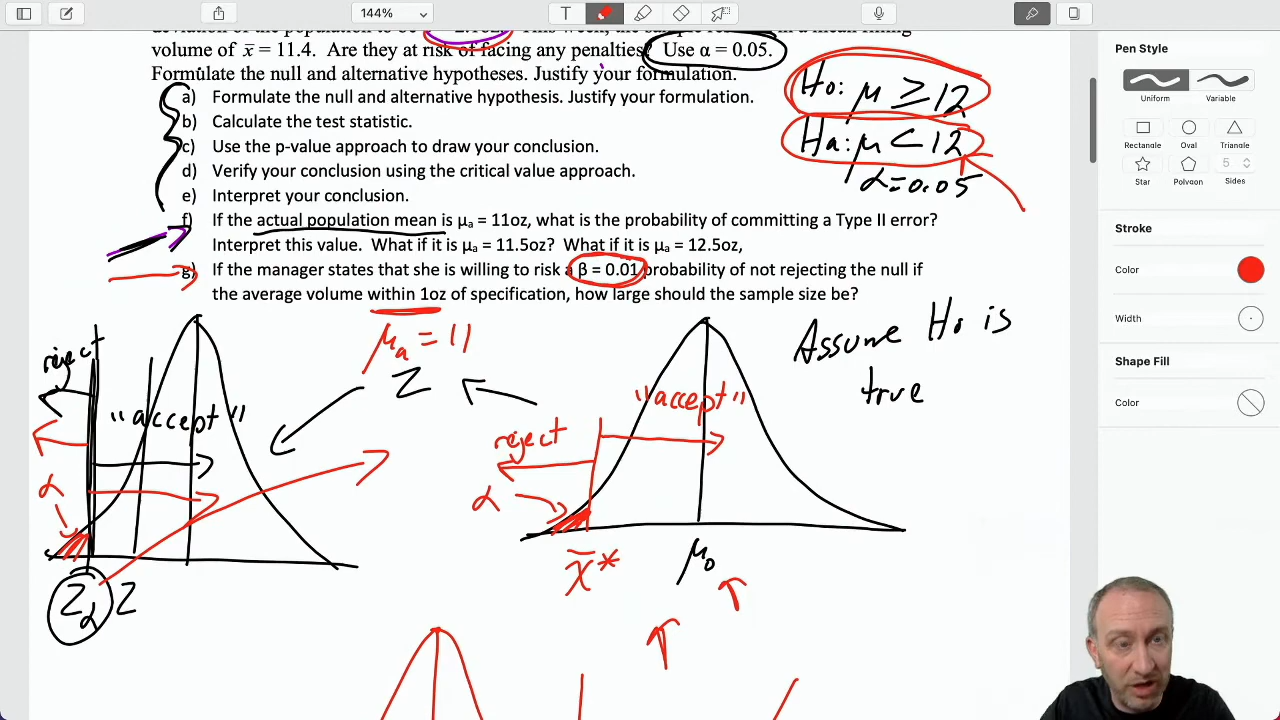 144%
T
volume of x̄ = 11.4. Are they at risk of facing any penalties? Use α = 0.05.
Formulate the null and alternative hypotheses. Justify your formulation.
a) Formulate the null and alternative hypothesis. Justify your formulation.
b) Calculate the test statistic.
c) Use the p-value approach to draw your conclusion.
d) Verify your conclusion using the critical value approach.
e) Interpret your conclusion.
f) If the actual population mean is μₐ = 11oz, what is the probability of committing a Type II error?
Interpret this value. What if it is μₐ = 11.5oz? What if it is μₐ = 12.5oz,
g) If the manager states that she is willing to risk a β = 0.01 probability of not rejecting the null if
the average volume within 1oz of specification, how large should the sample size be?
Ho: μ ≥ 12
Ha: μ < 12
α = 0.05
Assume Ho is
true
μₐ = 11
Z
reject
"accept"
α
Zα Z
"accept"
reject
α
x̄*
μ₀
Pen Style
Uniform
Variable
Rectangle
Oval
Triangle
Star
Polygon
5
Sides
Stroke
Color
Width
Shape Fill
Color